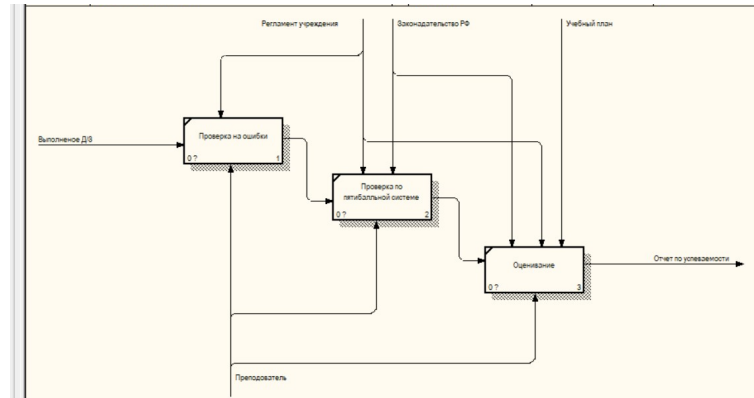 Регламент учреждения
Законадательство РФ
Учебный план
Выполненое Д/З
Проверка на ошибки
0 ?
1
Проверка по
пятибалльной системе
0 ?
2
Оценивание
0 ?
3
Отчет по успеваемости
Преподователь